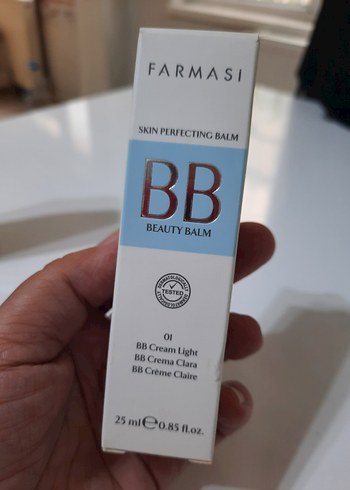 FARMASI
SKIN PERFECTING BALM
BB
BEAUTY BALM
DERMATOLOGICALLY
TESTED
01
BB Cream Light
BB Crema Clara
BB Crème Claire
25 ml e 0.85 fl.oz.